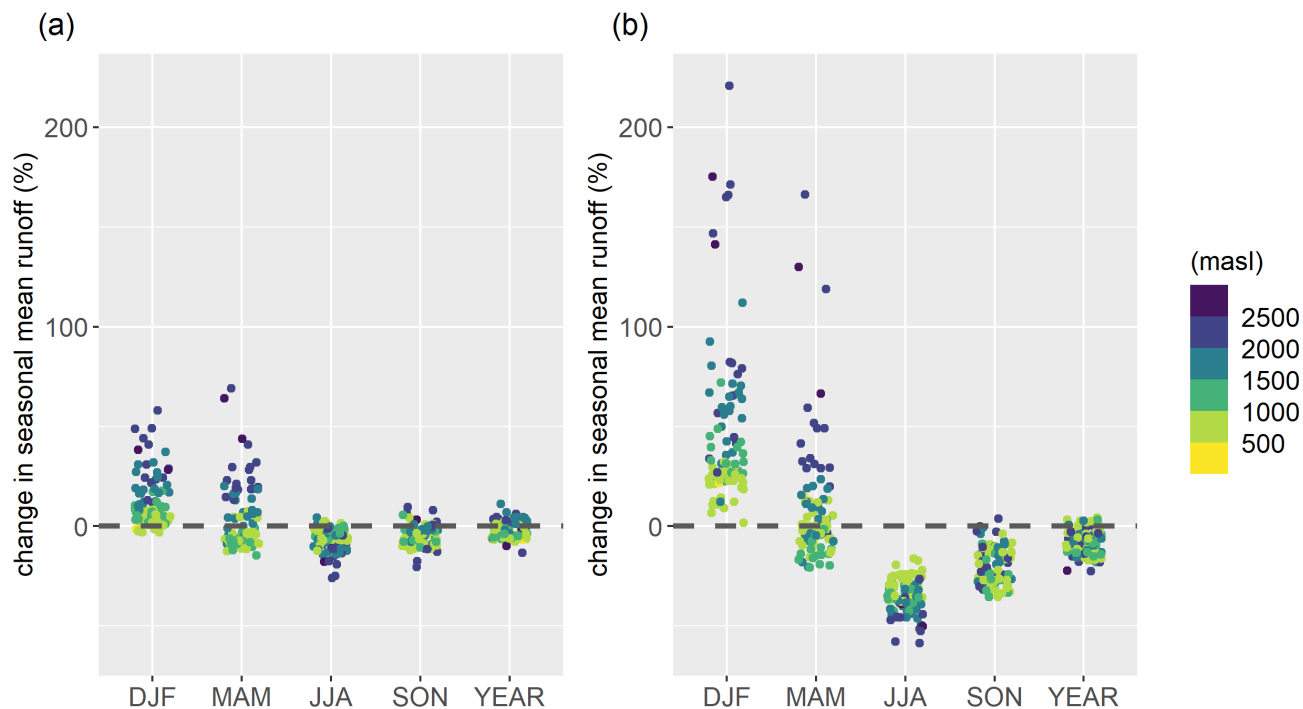 (a)
change in seasonal mean runoff (%)
200
100
0
DJF MAM JJA SON YEAR
(b)
change in seasonal mean runoff (%)
200
100
0
DJF MAM JJA SON YEAR
(masl)
2500
2000
1500
1000
500